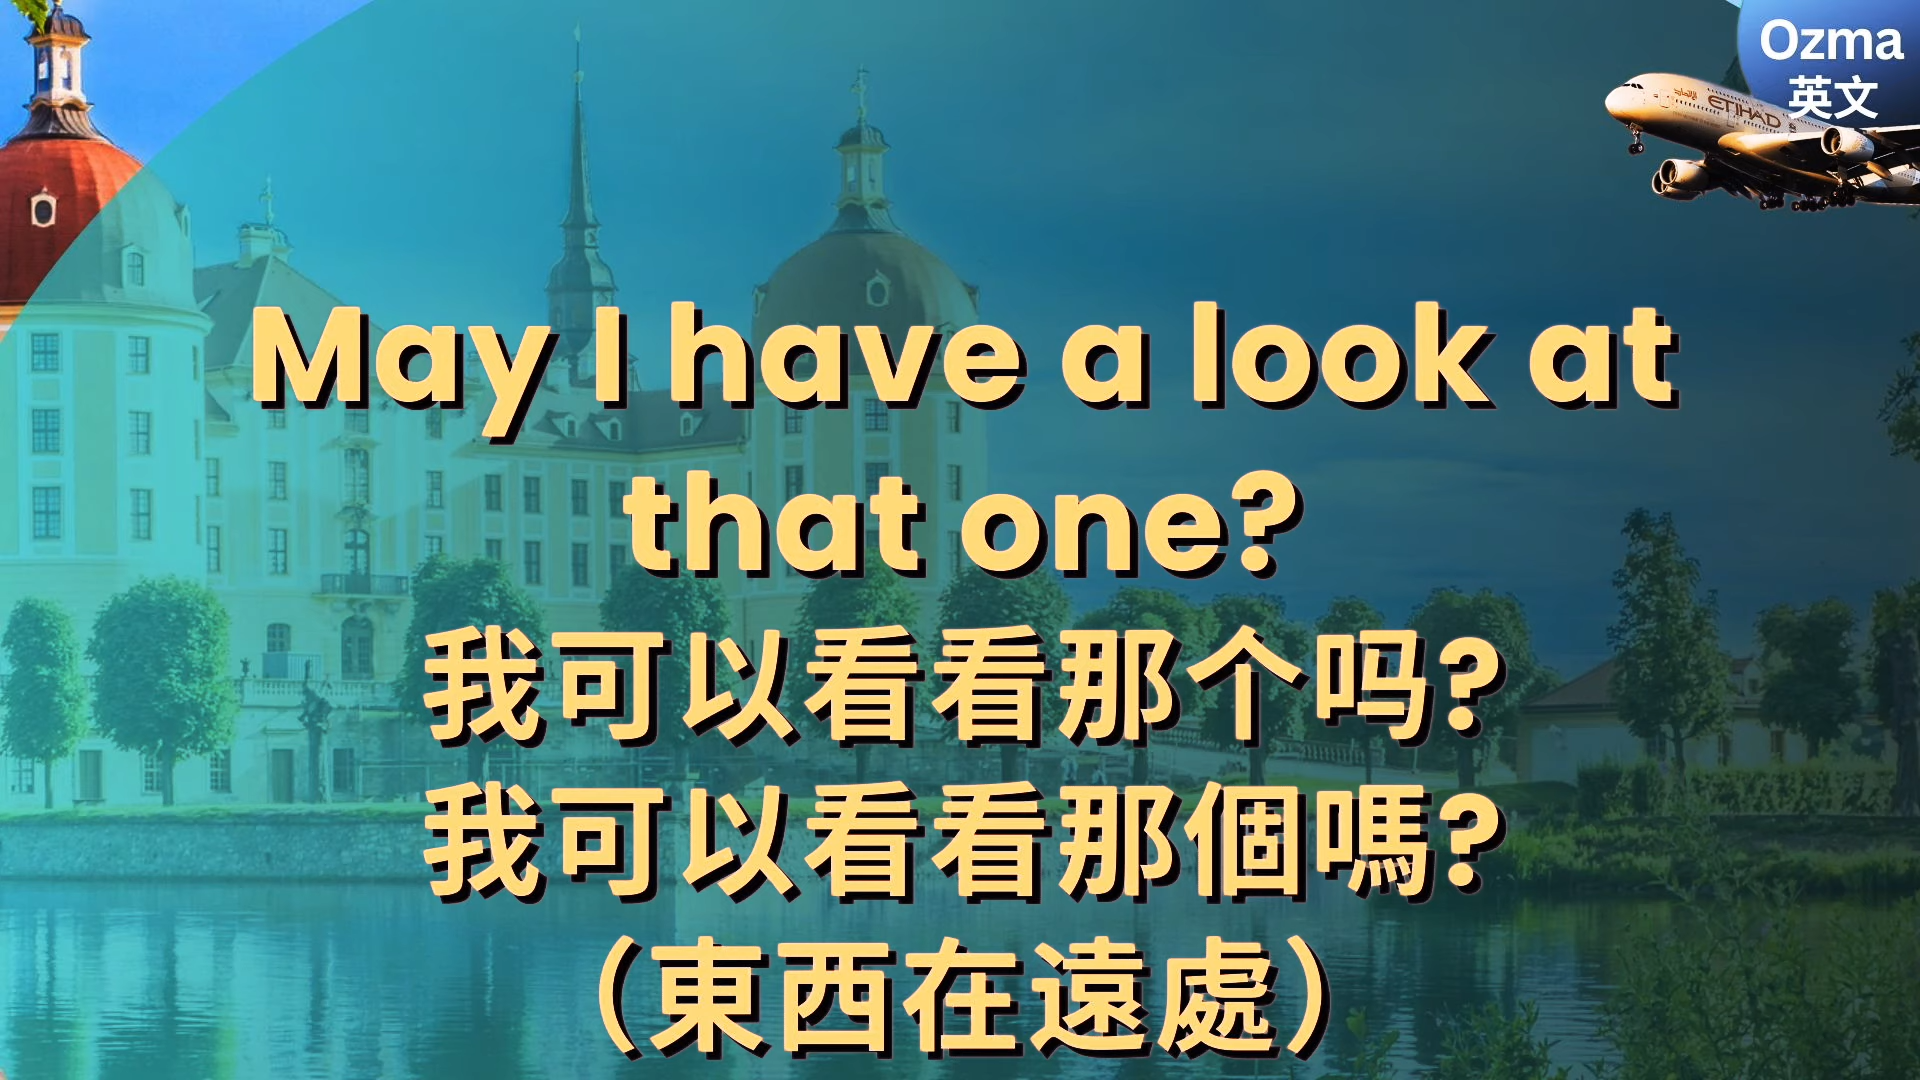 Ozma
英文
ETIHAD
May I have a look at
that one?
我可以看看那个吗?
我可以看看那個嗎?
（東西在遠處）